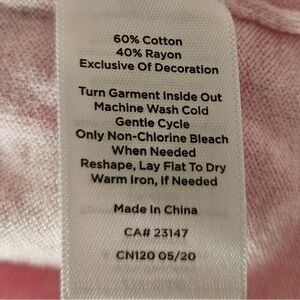 60% Cotton
40% Rayon
Exclusive Of Decoration
Turn Garment Inside Out
Machine Wash Cold
Gentle Cycle
Only Non-Chlorine Bleach
When Needed
Reshape, Lay Flat To Dry
Warm Iron, If Needed
Made In China
CA# 23147
CN120 05/20